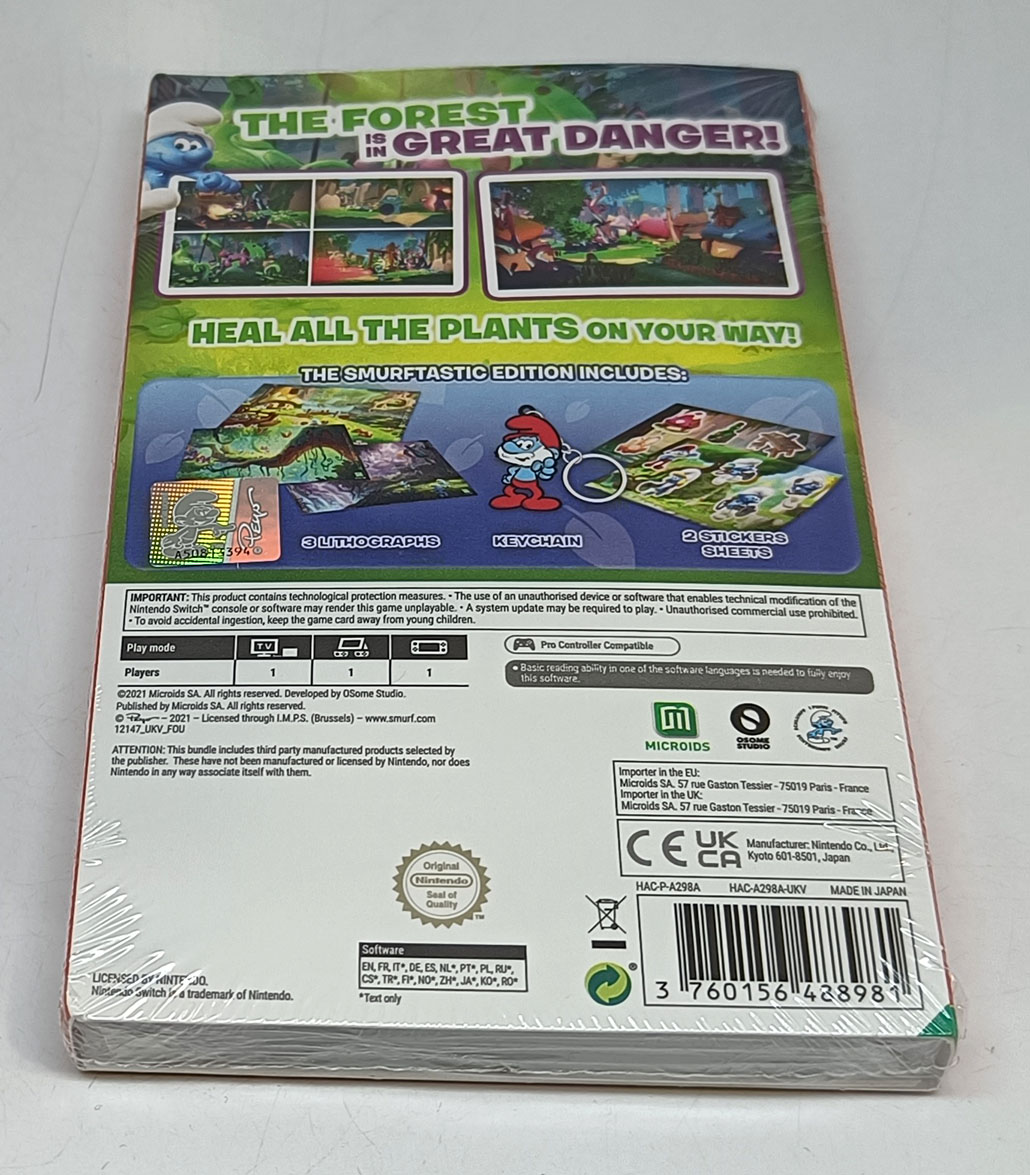 THE FOREST
IS IN GREAT DANGER!
HEAL ALL THE PLANTS ON YOUR WAY!
THE SMURFTASTIC EDITION INCLUDES:
3 LITHOGRAPHS
KEYCHAIN
2 STICKERS
SHEETS
Peyo
IMPORTANT: This product contains technological protection measures. • The use of an unauthorised device or software that enables technical modification of the
Nintendo Switch™ console or software may render this game unplayable. • A system update may be required to play. • Unauthorised commercial use prohibited.
• To avoid accidental ingestion, keep the game card away from young children.
Play mode TV
Players 1 1 1
Pro Controller Compatible
• Basic reading ability in one of the software languages is needed to fully enjoy
this software.
©2021 Microids SA. All rights reserved. Developed by OSome Studio.
Published by Microids SA. All rights reserved.
© Peyo - 2021 - Licensed through I.M.P.S. (Brussels) - www.smurf.com
12147_UKV_FOU
ATTENTION: This bundle includes third party manufactured products selected by
the publisher. These have not been manufactured or licensed by Nintendo, nor does
Nintendo in any way associate itself with them.
MICROIDS
OSOME
STUDIO
Importer in the EU:
Microids SA. 57 rue Gaston Tessier - 75019 Paris - France
Importer in the UK:
Microids SA. 57 rue Gaston Tessier - 75019 Paris - France
CE UK
CA
Manufacturer: Nintendo Co., Ltd.,
Kyoto 601-8501, Japan
HAC-P-A298A HAC-A298A-UKV MADE IN JAPAN
Original
Nintendo
Seal of
Quality
TM
Software
EN, FR, IT*, DE, ES, NL*, PT*, PL, RU*,
CS*, TR*, FI*, NO*, ZH*, JA*, KO*, RO*
*Text only
LICENSED BY NINTENDO.
Nintendo Switch is a trademark of Nintendo.
3 760156 488981